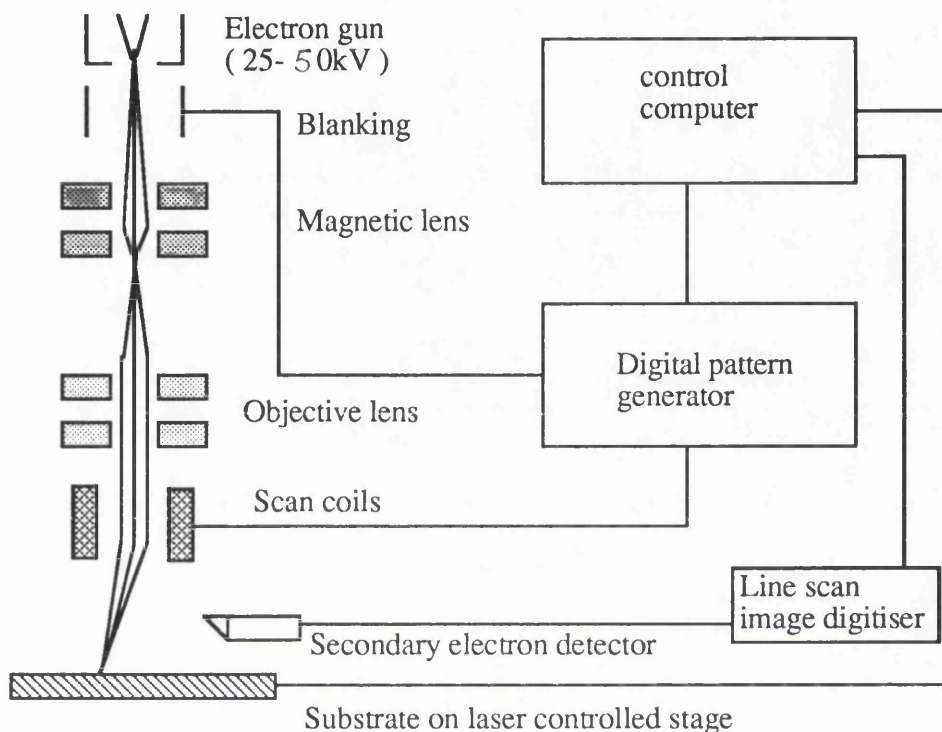 Electron gun
( 25- 50kV )
control
computer
Blanking
Magnetic lens
Digital pattern
generator
Objective lens
Scan coils
Line scan
image digitiser
Secondary electron detector
Substrate on laser controlled stage